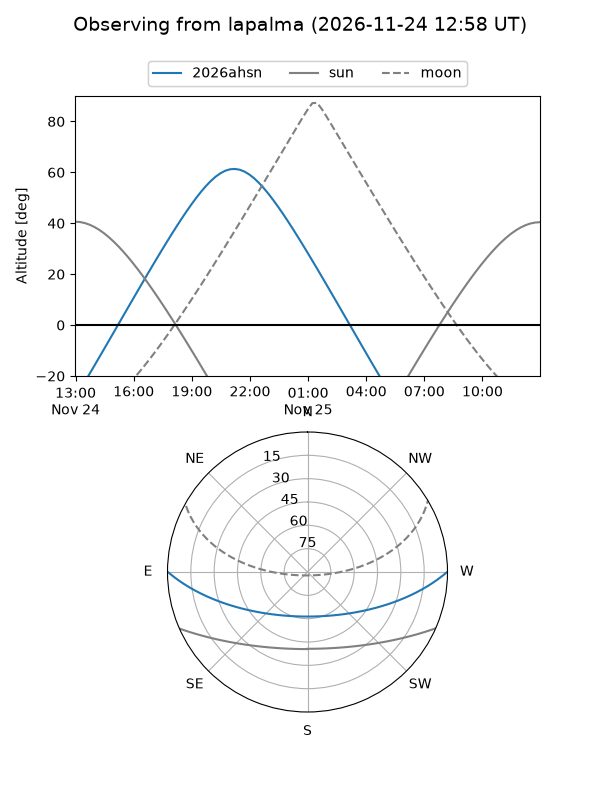 Observing from lapalma (2026-11-24 12:58 UT)
2026ahsn sun moon
Altitude [deg]
80
60
40
20
0
−20
13:00 16:00 19:00 22:00 01:00 04:00 07:00 10:00
Nov 24 Nov 25
N
NE NW
15
30
45
60
75
E W
SE SW
S